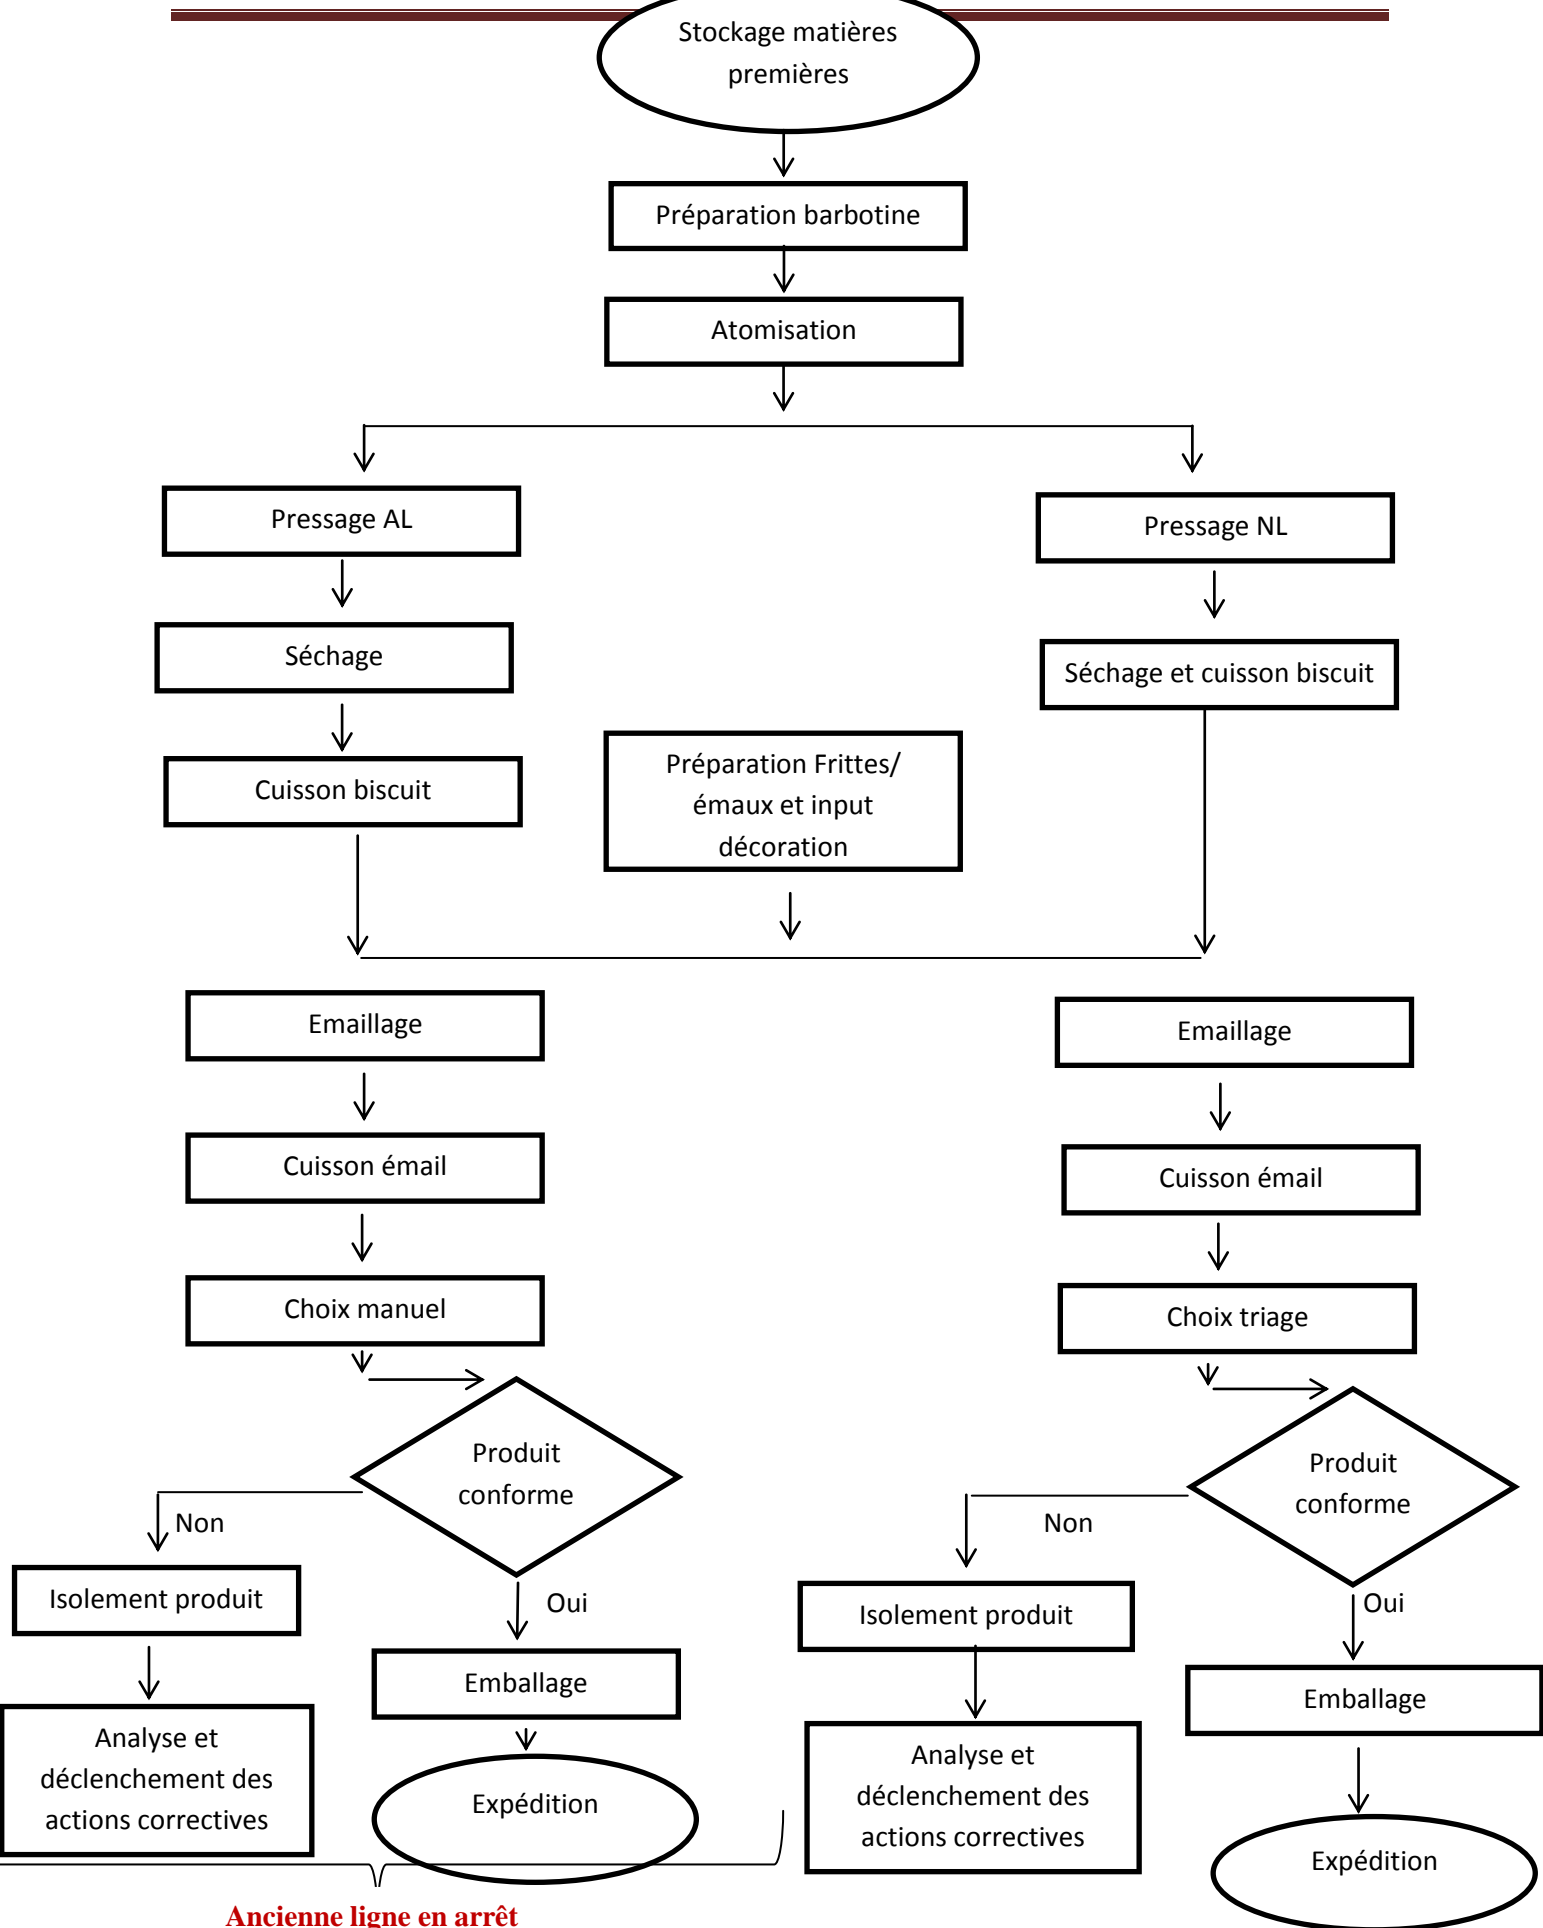 Stockage matières
premières
Préparation barbotine
Atomisation
Pressage AL
Pressage NL
Séchage
Séchage et cuisson biscuit
Cuisson biscuit
Préparation Frittes/
émaux et input
décoration
Emaillage
Emaillage
Cuisson émail
Cuisson émail
Choix manuel
Choix triage
Produit
conforme
Produit
conforme
Non
Non
Oui
Oui
Isolement produit
Isolement produit
Emballage
Emballage
Analyse et
déclenchement des
actions correctives
Expédition
Analyse et
déclenchement des
actions correctives
Expédition
Ancienne ligne en arrêt